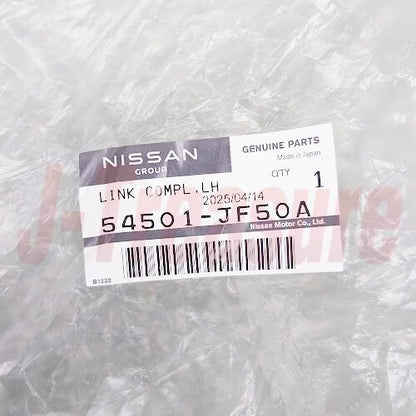 NISSAN
GROUP
GENUINE PARTS
Made in Japan
LINK COMPL.LH
QTY 1
2025/04/14
54501-JF50A
Nissan Motor Co., Ltd.
B1222